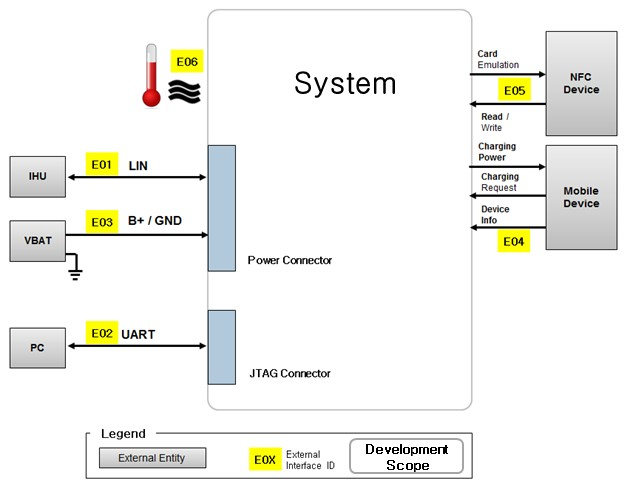 E06
System
Card
Emulation
E05
Read /
Write
NFC
Device
Charging
Power
Charging
Request
Device
Info
E04
Mobile
Device
IHU
E01
LIN
VBAT
E03
B+ / GND
Power Connector
PC
E02
UART
JTAG Connector
Legend
External Entity
E0X
External
Interface ID
Development
Scope